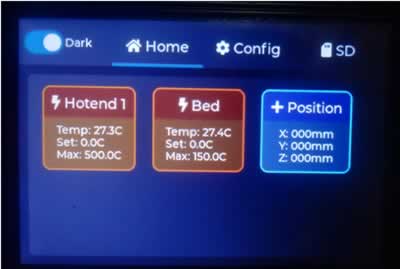 Dark
Home
Config
SD
Hotend 1
Temp: 27.3C
Set: 0.0C
Max: 500.0C
Bed
Temp: 27.4C
Set: 0.0C
Max: 150.0C
Position
X: 000mm
Y: 000mm
Z: 000mm